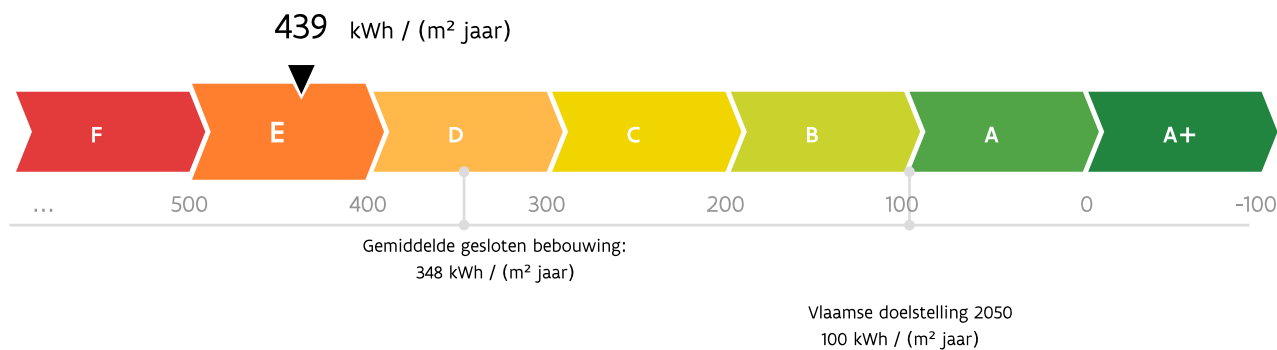 439 kWh / (m² jaar)
F E D C B A A+
... 500 400 300 200 100 0 -100
Gemiddelde gesloten bebouwing:
348 kWh / (m² jaar)
Vlaamse doelstelling 2050
100 kWh / (m² jaar)